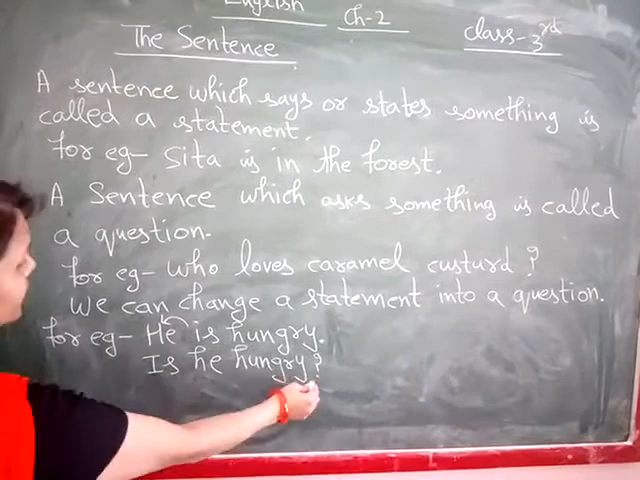 English Ch-2 Class-3rd
The Sentence
A sentence which says or states something is
called a statement.
for eg- Sita is in the forest.
A Sentence which asks something is called
a question.
for eg- who loves caramel custurd ?
we can change a statement into a question.
for eg- He is hungry.
Is he hungry?